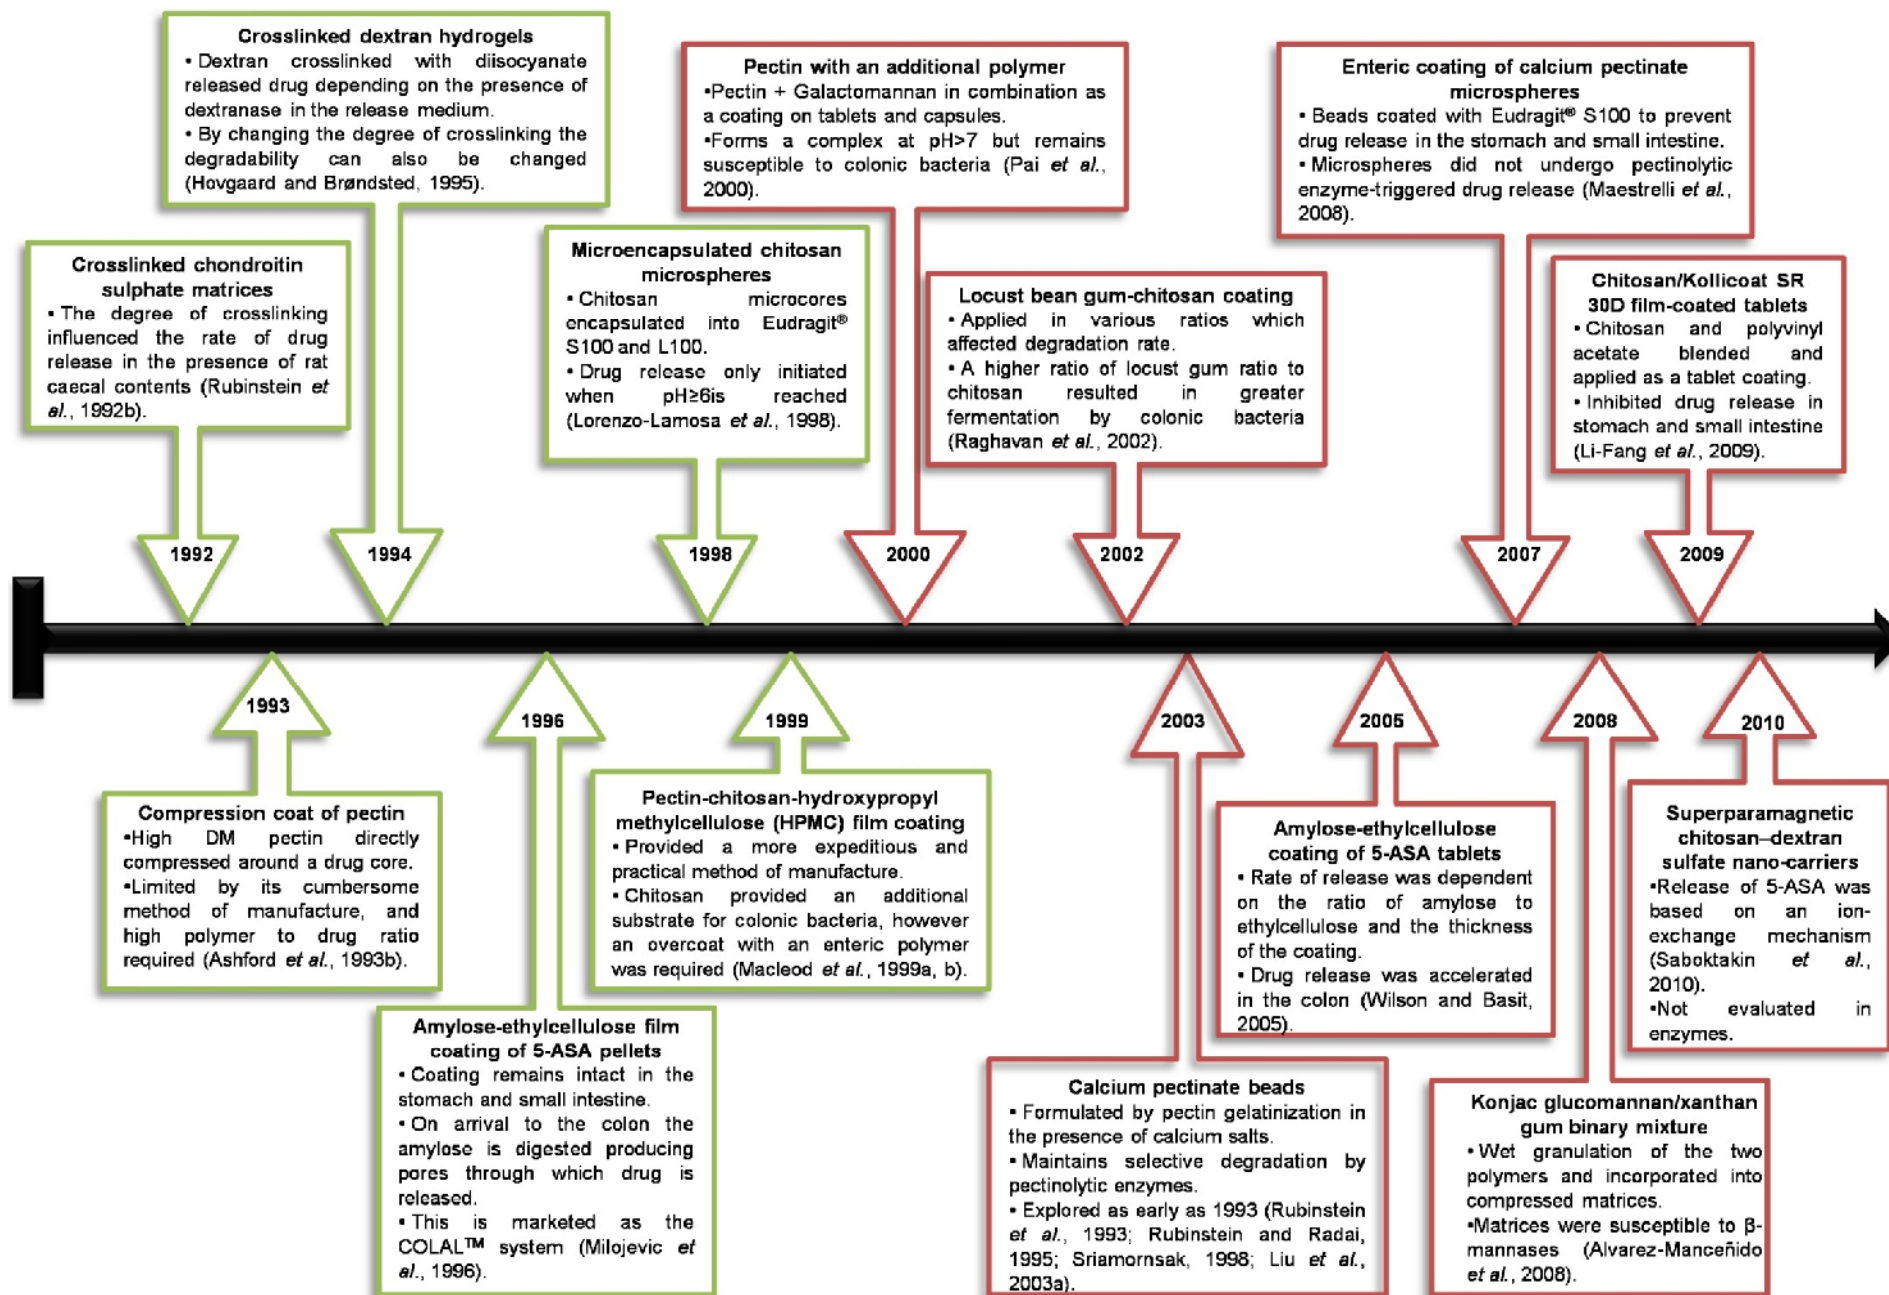 Crosslinked dextran hydrogels
▪ Dextran crosslinked with diisocyanate
released drug depending on the presence of
dextranase in the release medium.
▪ By changing the degree of crosslinking the
degradability can also be changed
(Hovgaard and Brøndsted, 1995).
Pectin with an additional polymer
▪Pectin + Galactomannan in combination as
a coating on tablets and capsules.
▪Forms a complex at pH>7 but remains
susceptible to colonic bacteria (Pai et al.,
2000).
Enteric coating of calcium pectinate
microspheres
▪ Beads coated with Eudragit® S100 to prevent
drug release in the stomach and small intestine.
▪ Microspheres did not undergo pectinolytic
enzyme-triggered drug release (Maestrelli et al.,
2008).
Crosslinked chondroitin
sulphate matrices
▪ The degree of crosslinking
influenced the rate of drug
release in the presence of rat
caecal contents (Rubinstein et
al., 1992b).
Microencapsulated chitosan
microspheres
▪ Chitosan microcores
encapsulated into Eudragit®
S100 and L100.
▪ Drug release only initiated
when pH≥6is reached
(Lorenzo-Lamosa et al., 1998).
Locust bean gum-chitosan coating
▪ Applied in various ratios which
affected degradation rate.
▪ A higher ratio of locust gum ratio to
chitosan resulted in greater
fermentation by colonic bacteria
(Raghavan et al., 2002).
Chitosan/Kollicoat SR
30D film-coated tablets
▪ Chitosan and polyvinyl
acetate blended and
applied as a tablet coating.
▪ Inhibited drug release in
stomach and small intestine
(Li-Fang et al., 2009).
1992
1994
1998
2000
2002
2007
2009
1993
1996
1999
2003
2005
2008
2010
Compression coat of pectin
▪High DM pectin directly
compressed around a drug core.
▪Limited by its cumbersome
method of manufacture, and
high polymer to drug ratio
required (Ashford et al., 1993b).
Pectin-chitosan-hydroxypropyl
methylcellulose (HPMC) film coating
▪ Provided a more expeditious and
practical method of manufacture.
▪ Chitosan provided an additional
substrate for colonic bacteria, however
an overcoat with an enteric polymer
was required (Macleod et al., 1999a, b).
Amylose-ethylcellulose
coating of 5-ASA tablets
▪ Rate of release was dependent
on the ratio of amylose to
ethylcellulose and the thickness
of the coating.
▪ Drug release was accelerated
in the colon (Wilson and Basit,
2005).
Superparamagnetic
chitosan–dextran
sulfate nano-carriers
▪Release of 5-ASA was
based on an ion-
exchange mechanism
(Saboktakin et al.,
2010).
▪Not evaluated in
enzymes.
Amylose-ethylcellulose film
coating of 5-ASA pellets
▪ Coating remains intact in the
stomach and small intestine.
▪ On arrival to the colon the
amylose is digested producing
pores through which drug is
released.
▪ This is marketed as the
COLAL™ system (Milojevic et
al., 1996).
Calcium pectinate beads
▪ Formulated by pectin gelatinization in
the presence of calcium salts.
▪ Maintains selective degradation by
pectinolytic enzymes.
▪ Explored as early as 1993 (Rubinstein
et al., 1993; Rubinstein and Radai,
1995; Sriamornsak, 1998; Liu et al.,
2003a).
Konjac glucomannan/xanthan
gum binary mixture
▪ Wet granulation of the two
polymers and incorporated into
compressed matrices.
▪Matrices were susceptible to β-
mannases (Alvarez-Manceñido
et al., 2008).